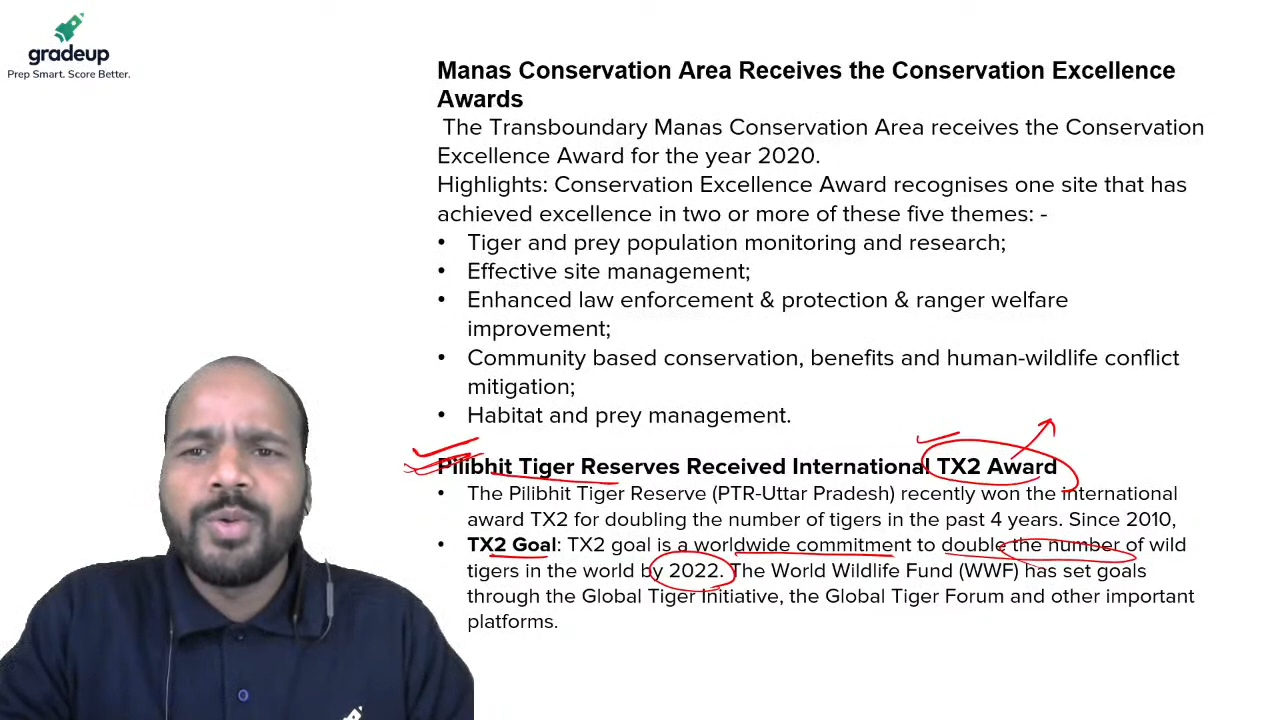 gradeup
Prep Smart. Score Better.
Manas Conservation Area Receives the Conservation Excellence
Awards
The Transboundary Manas Conservation Area receives the Conservation
Excellence Award for the year 2020.
Highlights: Conservation Excellence Award recognises one site that has
achieved excellence in two or more of these five themes: -
• Tiger and prey population monitoring and research;
• Effective site management;
• Enhanced law enforcement & protection & ranger welfare
improvement;
• Community based conservation, benefits and human-wildlife conflict
mitigation;
• Habitat and prey management.
Pilibhit Tiger Reserves Received International TX2 Award
• The Pilibhit Tiger Reserve (PTR-Uttar Pradesh) recently won the international
award TX2 for doubling the number of tigers in the past 4 years. Since 2010,
• TX2 Goal: TX2 goal is a worldwide commitment to double the number of wild
tigers in the world by 2022. The World Wildlife Fund (WWF) has set goals
through the Global Tiger Initiative, the Global Tiger Forum and other important
platforms.